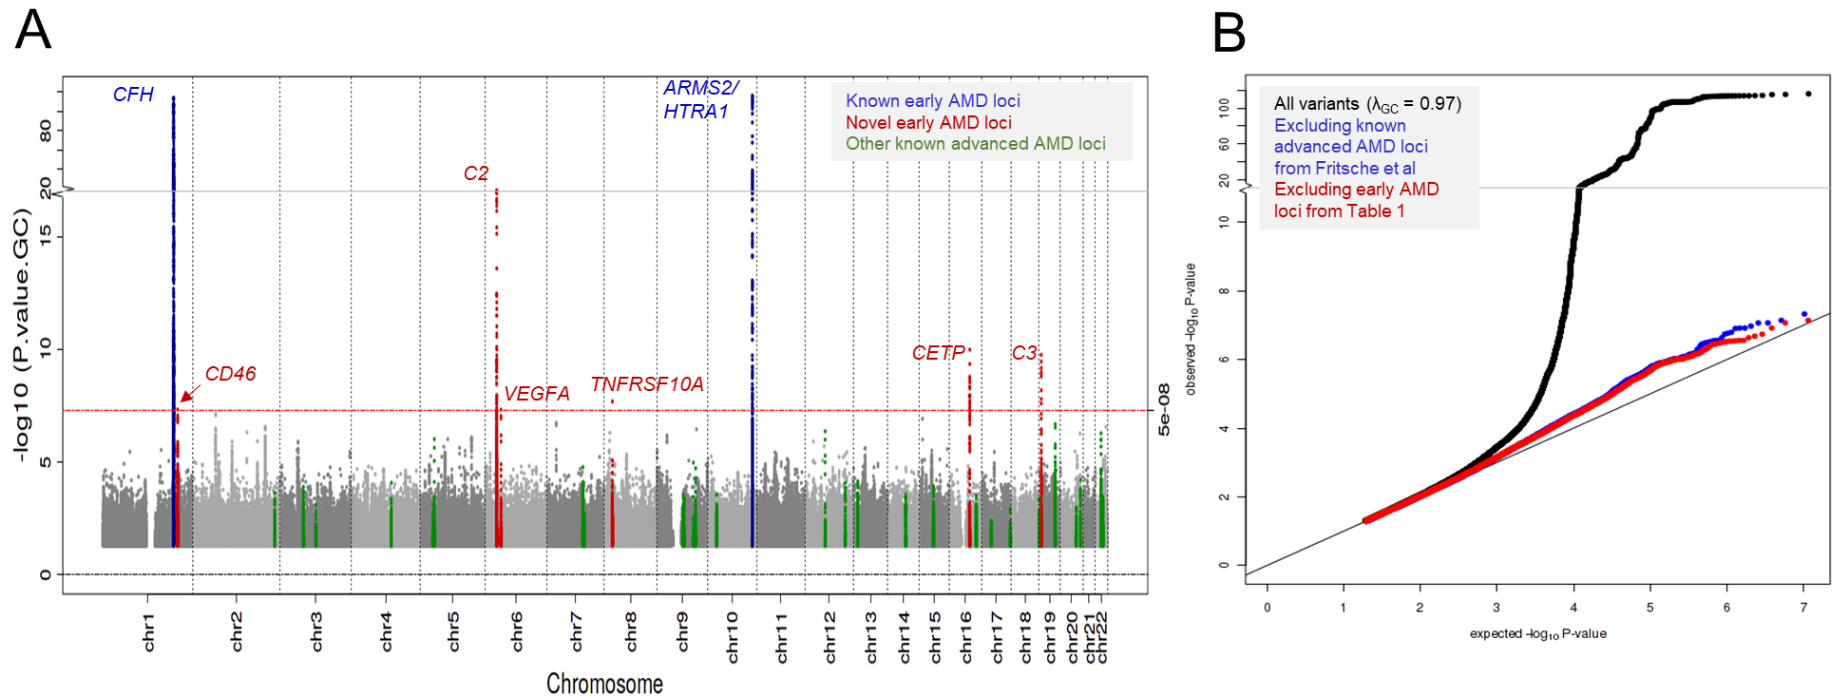 A
B
CFH
ARMS2/
HTRA1
Known early AMD loci
Novel early AMD loci
Other known advanced AMD loci
C2
CD46
VEGFA
TNFRSF10A
CETP
C3
80
20
15
10
5
0
-log10 (P.value.GC)
5e-08
chr1
chr2
chr3
chr4
chr5
chr6
chr7
chr8
chr9
chr10
chr11
chr12
chr13
chr14
chr15
chr16
chr17
chr18
chr19
chr20
chr21
chr22
Chromosome
All variants (λGC = 0.97)
Excluding known
advanced AMD loci
from Fritsche et al
Excluding early AMD
loci from Table 1
100
80
60
40
20
10
8
6
4
2
0
observed −log10 P-value
0 1 2 3 4 5 6 7
expected −log10 P-value